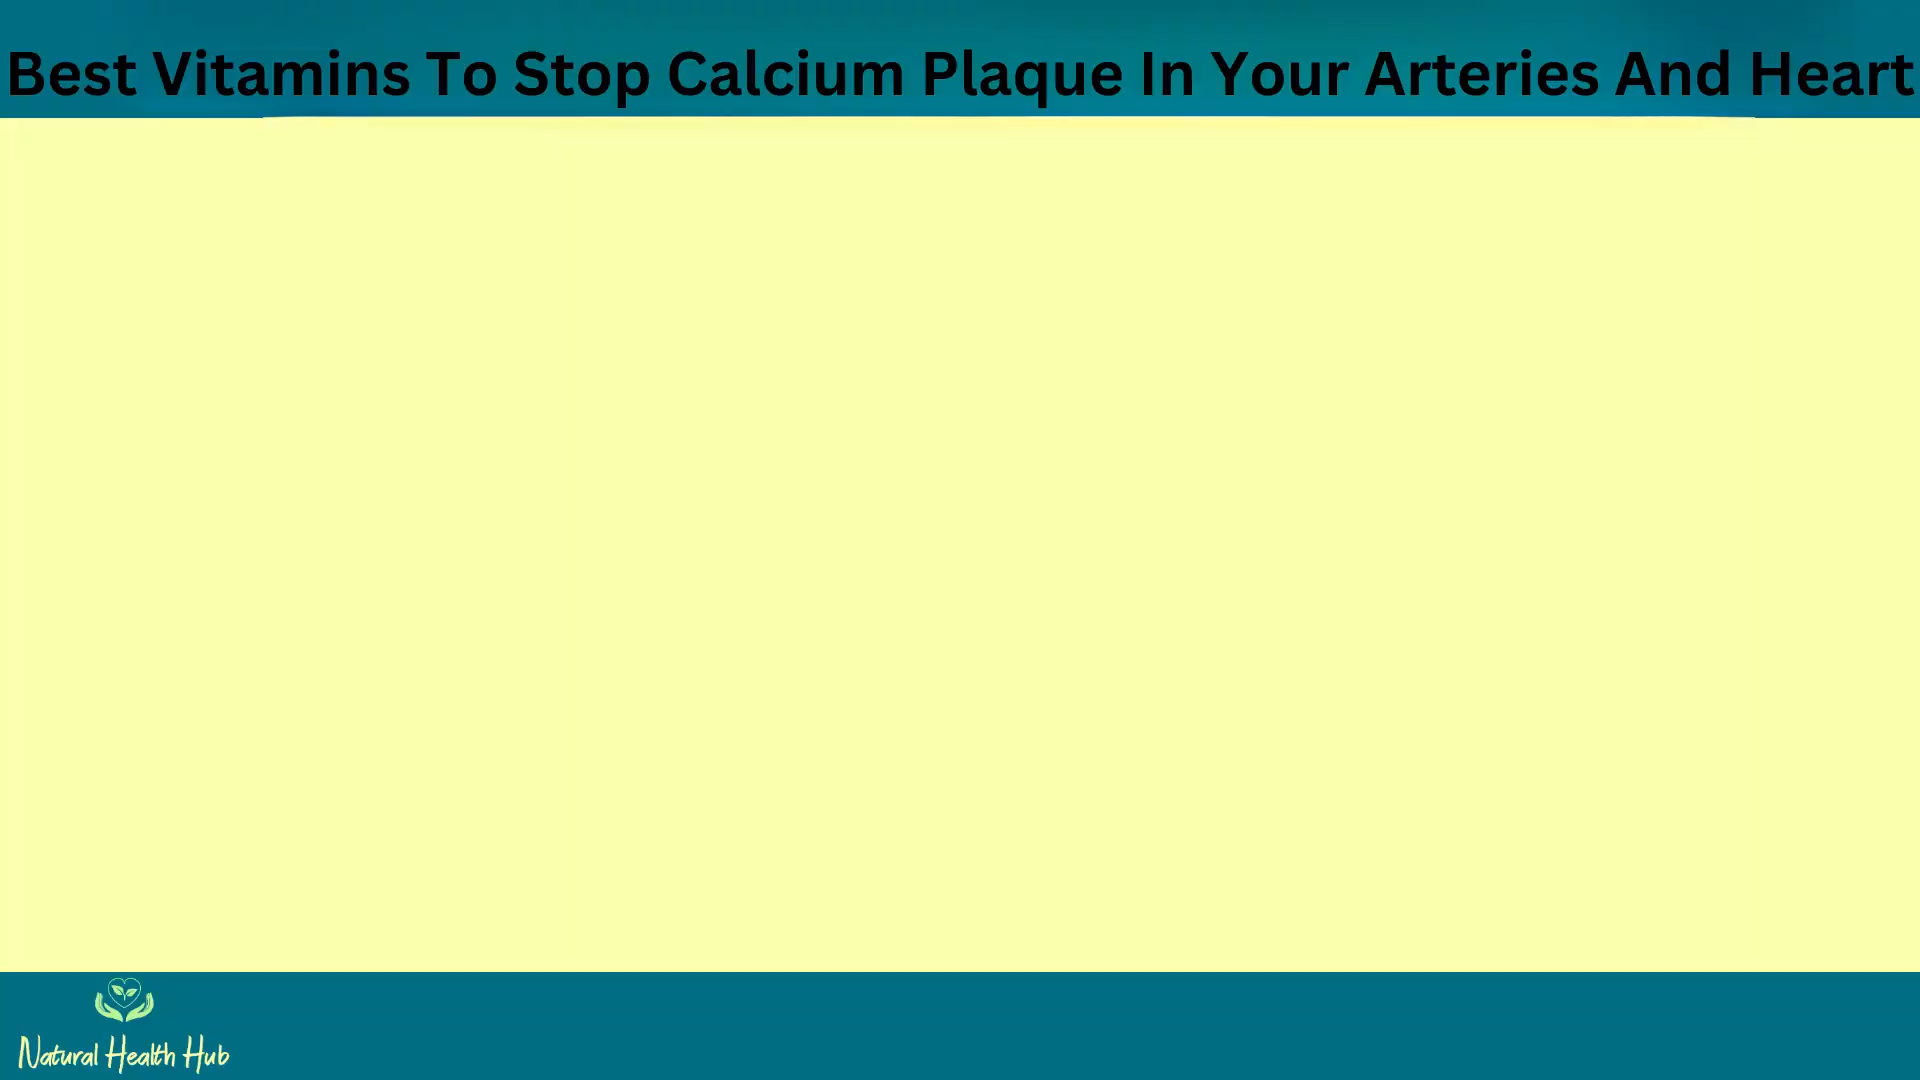 Best Vitamins To Stop Calcium Plaque In Your Arteries And Heart
Natural Health Hub